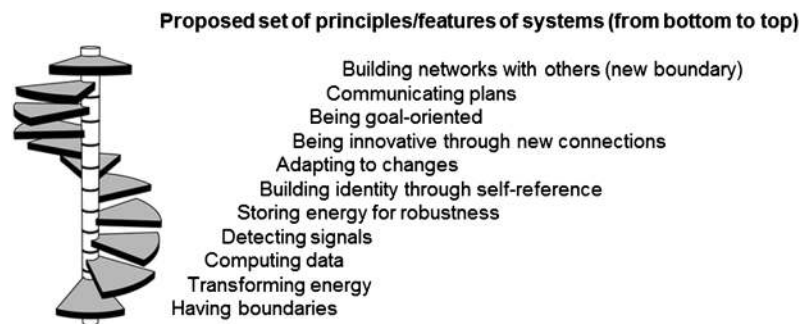 Proposed set of principles/features of systems (from bottom to top)
Building networks with others (new boundary)
Communicating plans
Being goal-oriented
Being innovative through new connections
Adapting to changes
Building identity through self-reference
Storing energy for robustness
Detecting signals
Computing data
Transforming energy
Having boundaries